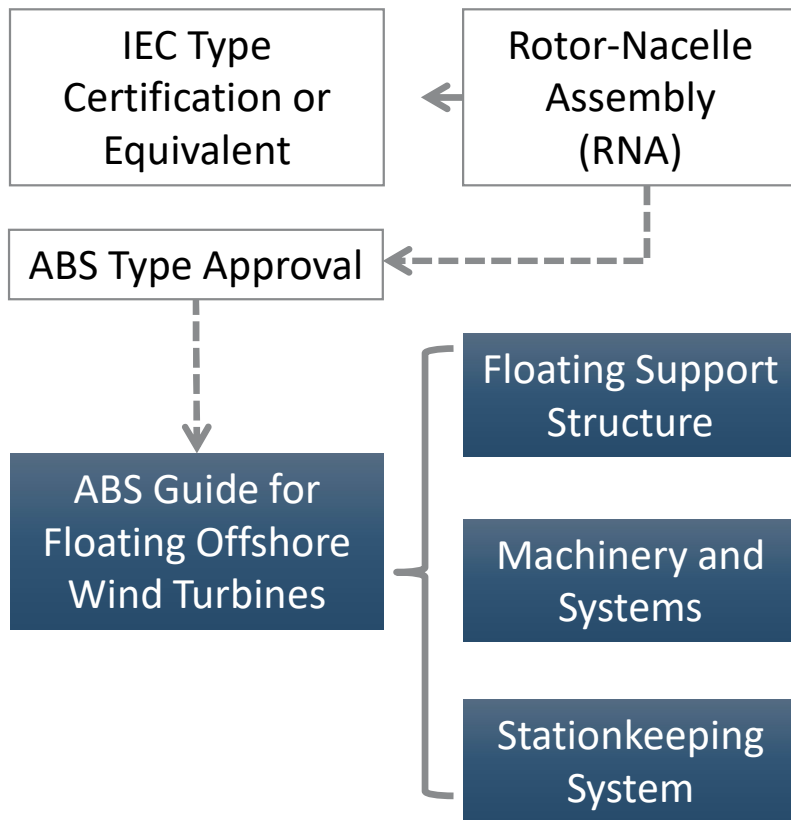 IEC Type
Certification or
Equivalent
Rotor-Nacelle
Assembly
(RNA)
ABS Type Approval
ABS Guide for
Floating Offshore
Wind Turbines
Floating Support
Structure
Machinery and
Systems
Stationkeeping
System